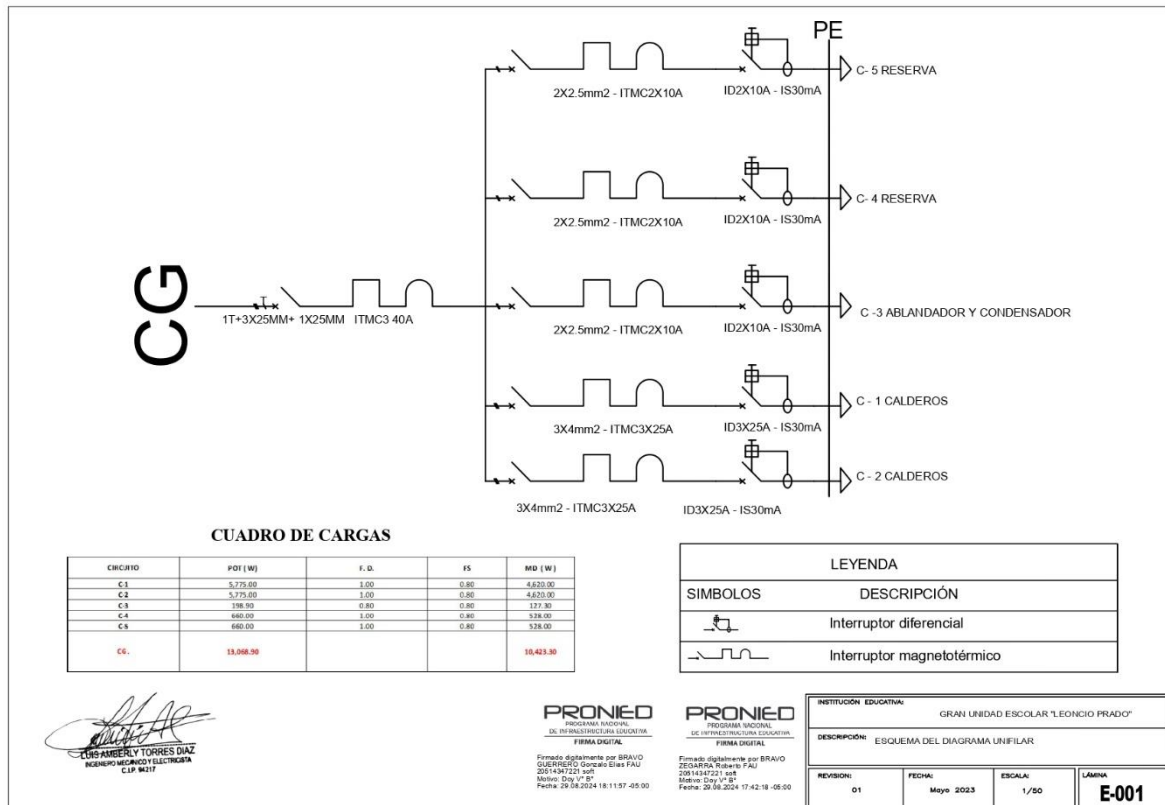 PE
C- 5 RESERVA
2X2.5mm2 - ITMC2X10A
ID2X10A - IS30mA
C- 4 RESERVA
2X2.5mm2 - ITMC2X10A
ID2X10A - IS30mA
CG
T
1T+3X25MM+ 1X25MM ITMC3 40A
2X2.5mm2 - ITMC2X10A
ID2X10A - IS30mA
C -3 ABLANDADOR Y CONDENSADOR
C - 1 CALDEROS
3X4mm2 - ITMC3X25A
ID3X25A - IS30mA
C - 2 CALDEROS
3X4mm2 - ITMC3X25A
ID3X25A - IS30mA
CUADRO DE CARGAS
CIRCUITO POT ( W) F. D. FS MD ( W )
C-1 5,775.00 1.00 0.80 4,620.00
C-2 5,775.00 1.00 0.80 4,620.00
C-3 198.90 0.80 0.80 127.30
C-4 660.00 1.00 0.80 528.00
C-5 660.00 1.00 0.80 528.00
CG . 13,068.90 10,423.30
LEYENDA
SIMBOLOS DESCRIPCIÓN
Interruptor diferencial
Interruptor magnetotérmico
LUIS AMBERLY TORRES DIAZ
INGENIERO MECÁNICO Y ELECTRICISTA
C.I.P. 94217
PRONIED
PROGRAMA NACIONAL
DE INFRAESTRUCTURA EDUCATIVA
FIRMA DIGITAL
Firmado digitalmente por BRAVO
GUERRERO Gonzalo Elias FAU
20514347221 soft
Motivo: Doy V° B°
Fecha: 29.08.2024 18:11:57 -05:00
PRONIED
PROGRAMA NACIONAL
DE INFRAESTRUCTURA EDUCATIVA
FIRMA DIGITAL
Firmado digitalmente por BRAVO
ZEGARRA Roberto FAU
20514347221 soft
Motivo: Doy V° B°
Fecha: 29.08.2024 17:42:18 -05:00
INSTITUCIÓN EDUCATIVA:
GRAN UNIDAD ESCOLAR "LEONCIO PRADO"
DESCRIPCIÓN: ESQUEMA DEL DIAGRAMA UNIFILAR
REVISION: FECHA: ESCALA: LÁMINA
01 Mayo 2023 1/50 E-001